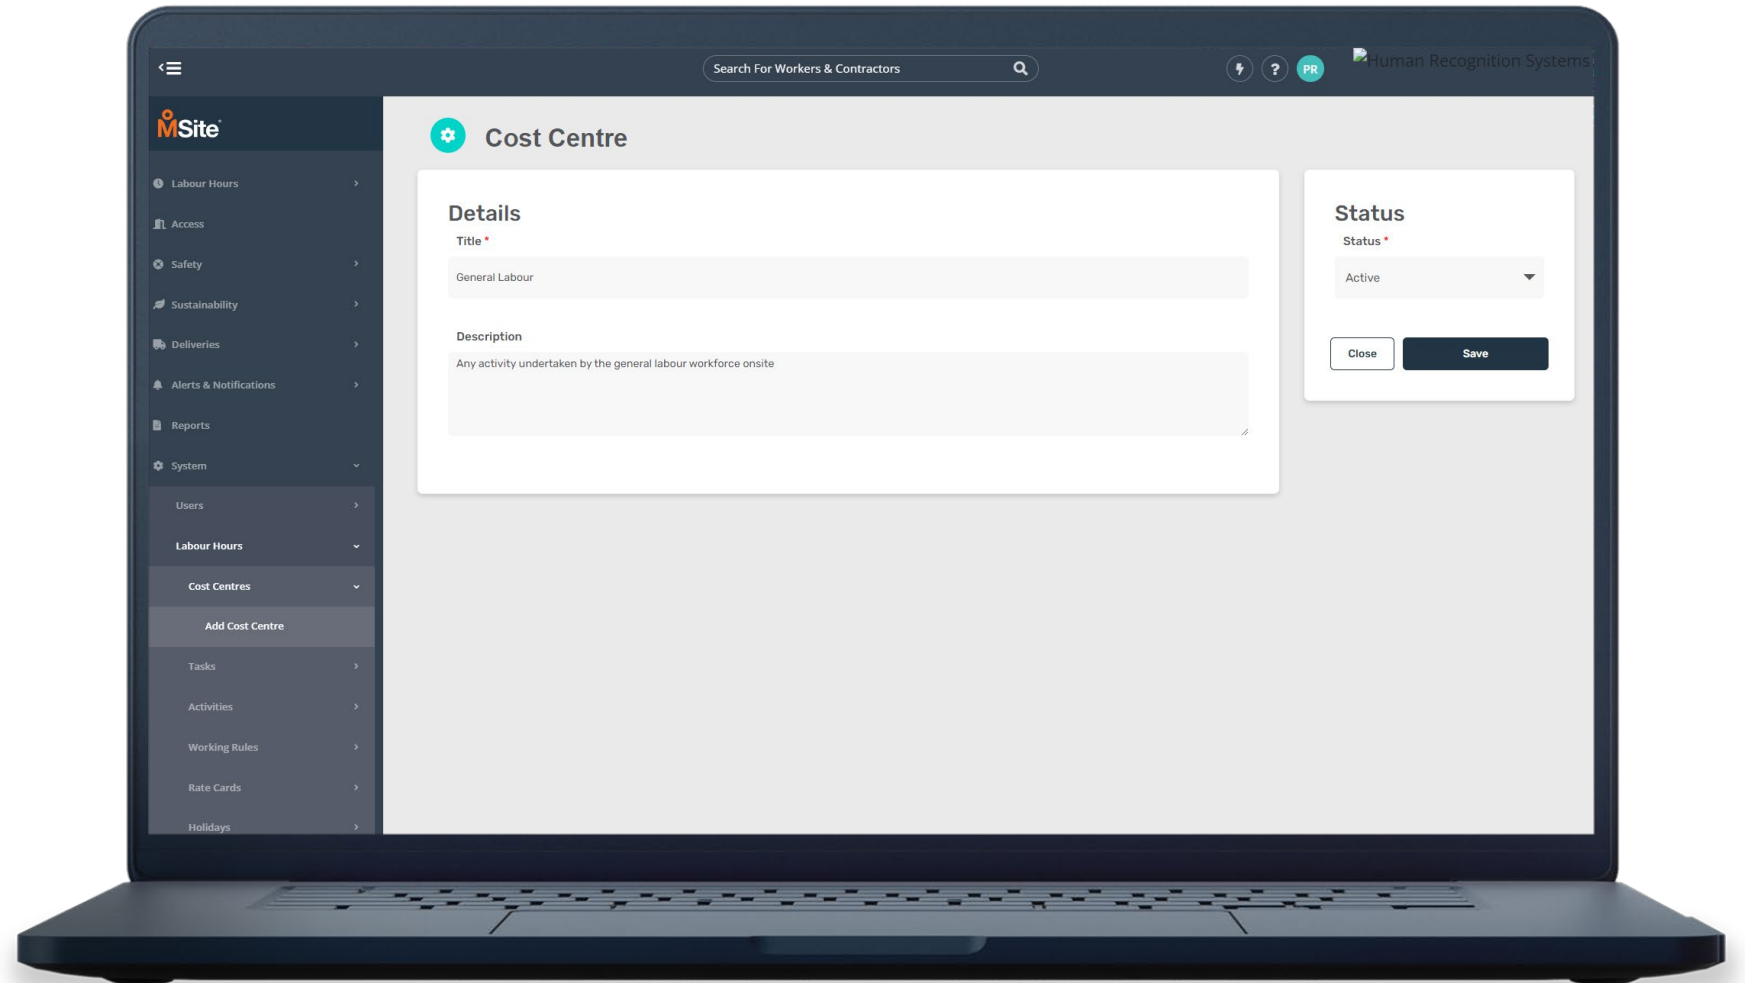 Search For Workers & Contractors
?
PR
Human Recognition Systems
MSite
Labour Hours
Access
Safety
Sustainability
Deliveries
Alerts & Notifications
Reports
System
Users
Labour Hours
Cost Centres
Add Cost Centre
Tasks
Activities
Working Rules
Rate Cards
Holidays
Cost Centre
Details
Title *
General Labour
Description
Any activity undertaken by the general labour workforce onsite
Status
Status *
Active
Close
Save